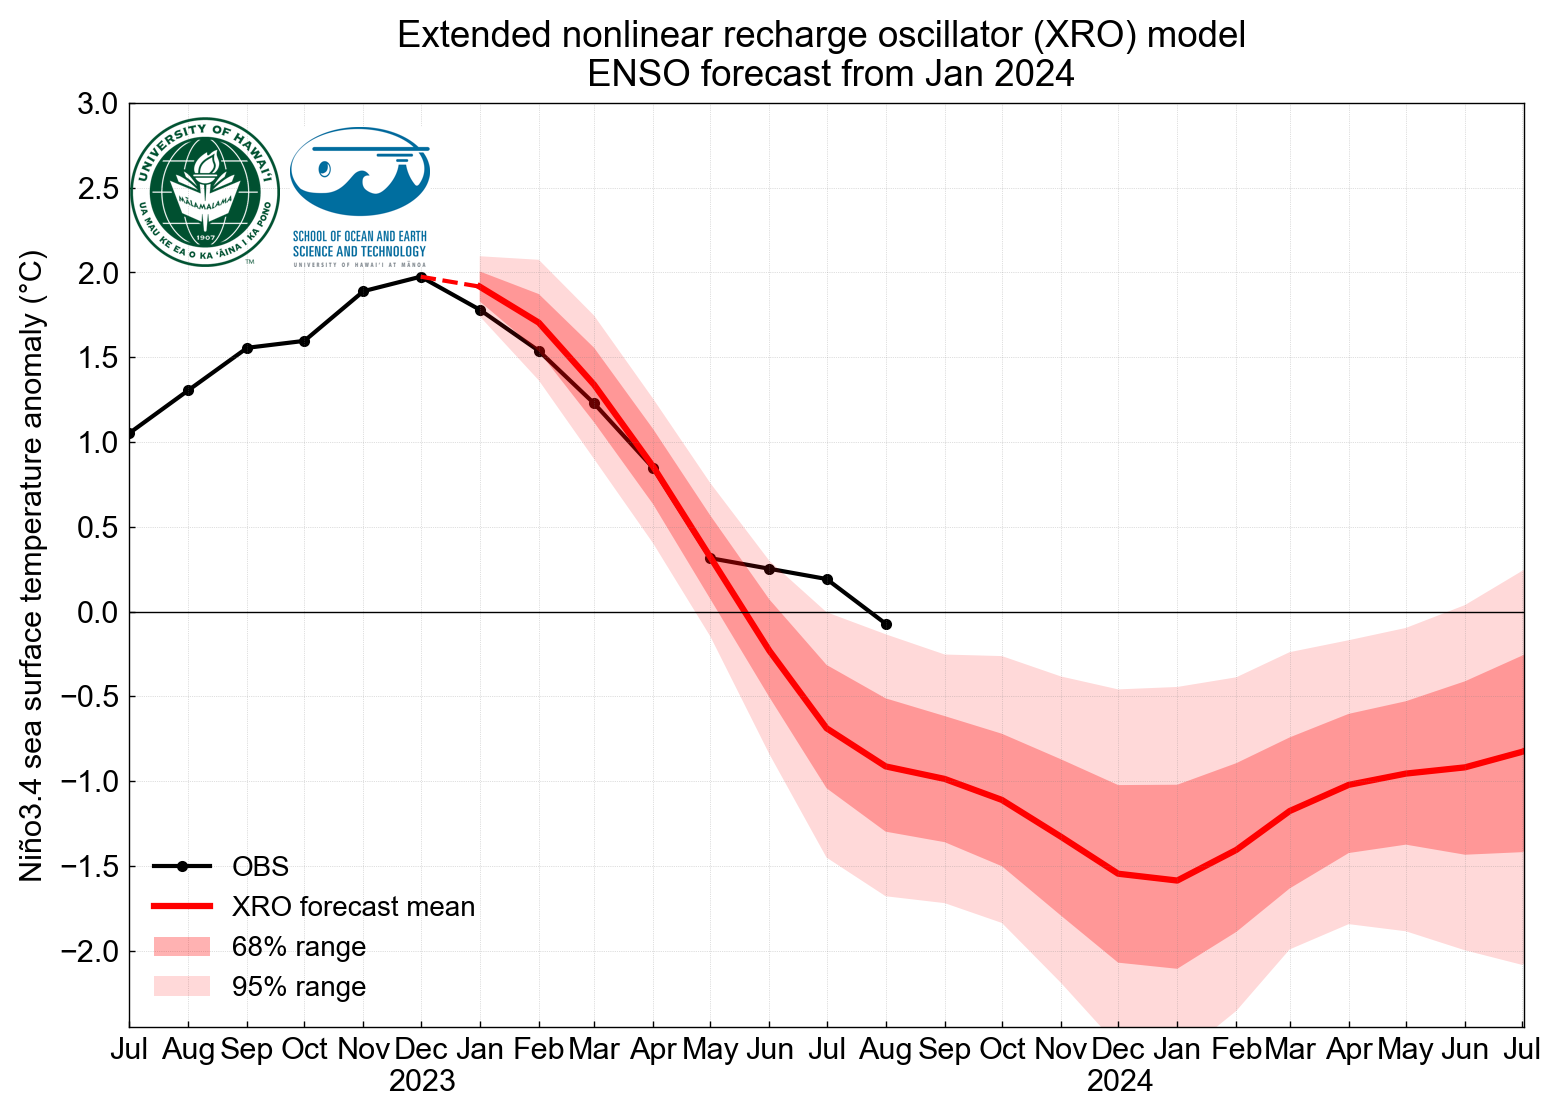 Extended nonlinear recharge oscillator (XRO) model
ENSO forecast from Jan 2024
UNIVERSITY OF HAWAI‘I
MĀLAMALAMA
1907
UA MAU KE EA O KA ‘ĀINA I KA PONO
TM
SCHOOL OF OCEAN AND EARTH
SCIENCE AND TECHNOLOGY
UNIVERSITY OF HAWAI‘I AT MĀNOA
Niño3.4 sea surface temperature anomaly (°C)
3.0
2.5
2.0
1.5
1.0
0.5
0.0
−0.5
−1.0
−1.5
−2.0
OBS
XRO forecast mean
68% range
95% range
Jul Aug Sep Oct Nov Dec Jan Feb Mar Apr May Jun Jul Aug Sep Oct Nov Dec Jan Feb Mar Apr May Jun Jul
2023 2024